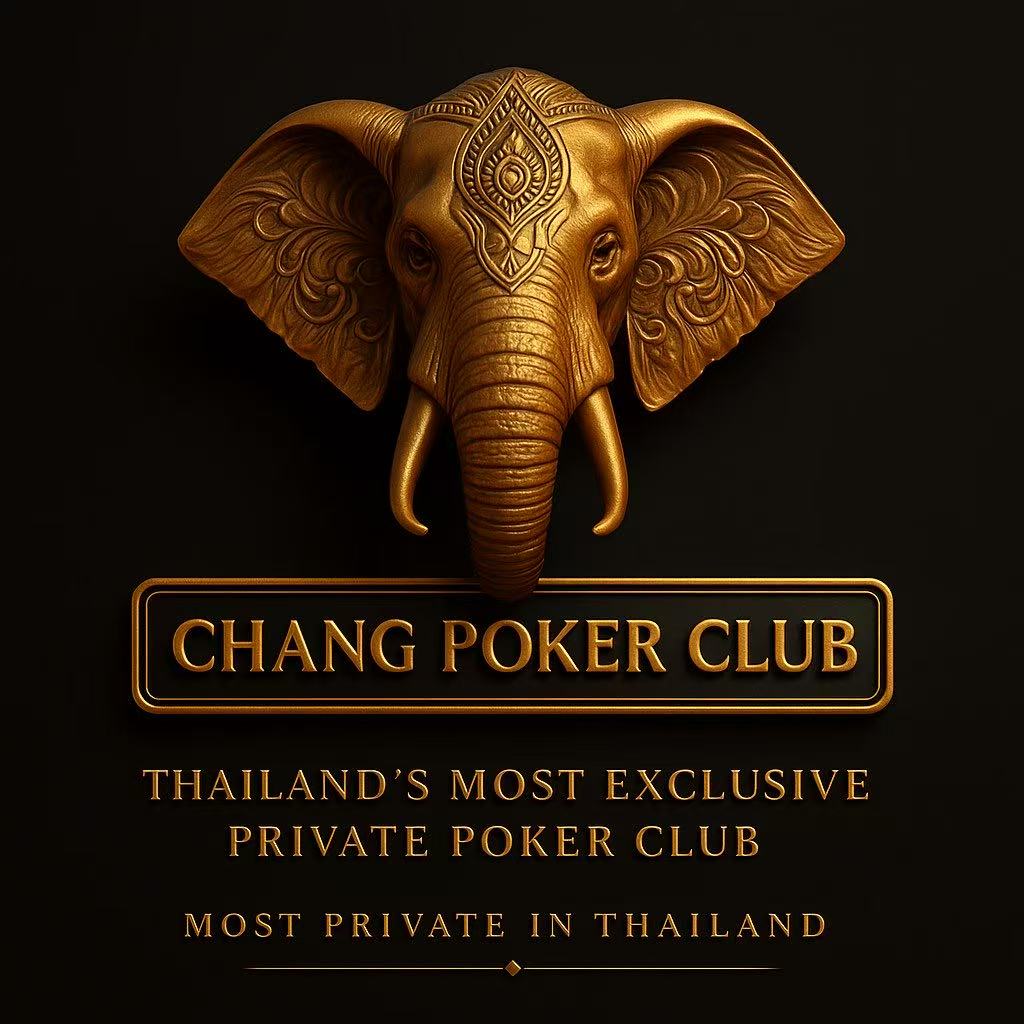 CHANG POKER CLUB
THAILAND'S MOST EXCLUSIVE
PRIVATE POKER CLUB
MOST PRIVATE IN THAILAND